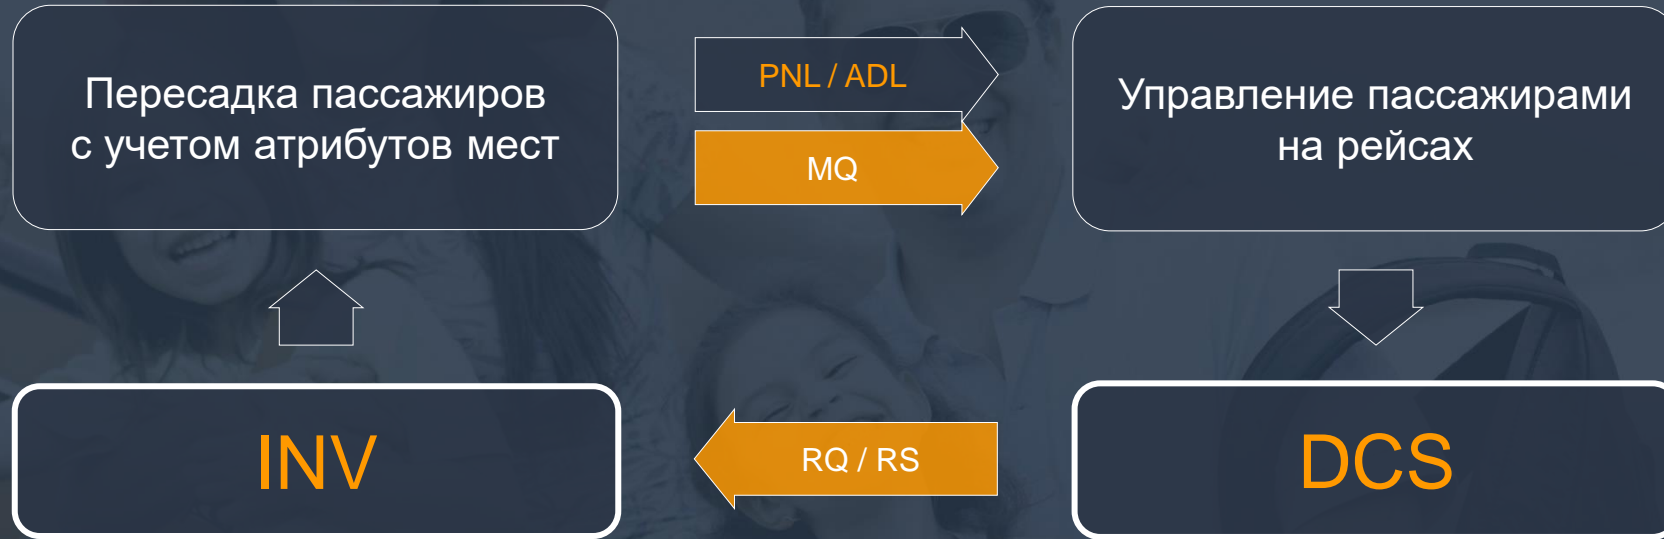 Пересадка пассажиров
с учетом атрибутов мест
PNL / ADL
MQ
Управление пассажирами
на рейсах
INV
RQ / RS
DCS